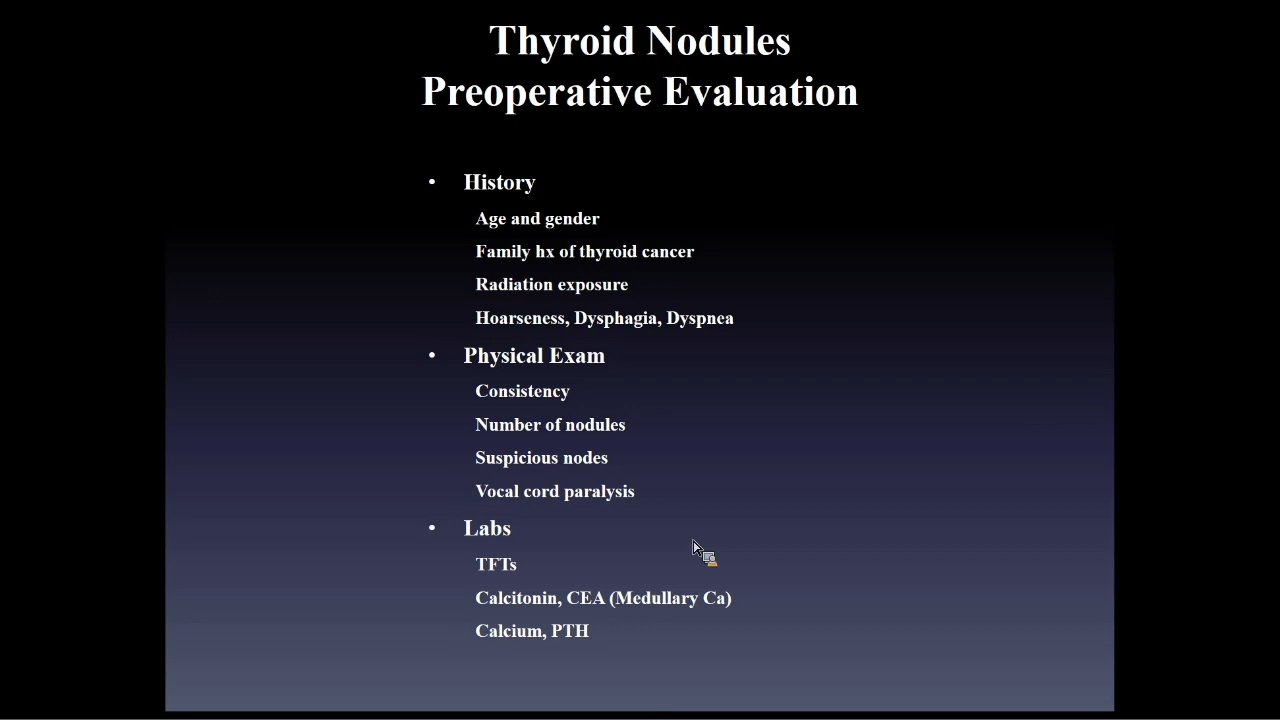 Thyroid Nodules
Preoperative Evaluation
• History
Age and gender
Family hx of thyroid cancer
Radiation exposure
Hoarseness, Dysphagia, Dyspnea
• Physical Exam
Consistency
Number of nodules
Suspicious nodes
Vocal cord paralysis
• Labs
TFTs
Calcitonin, CEA (Medullary Ca)
Calcium, PTH